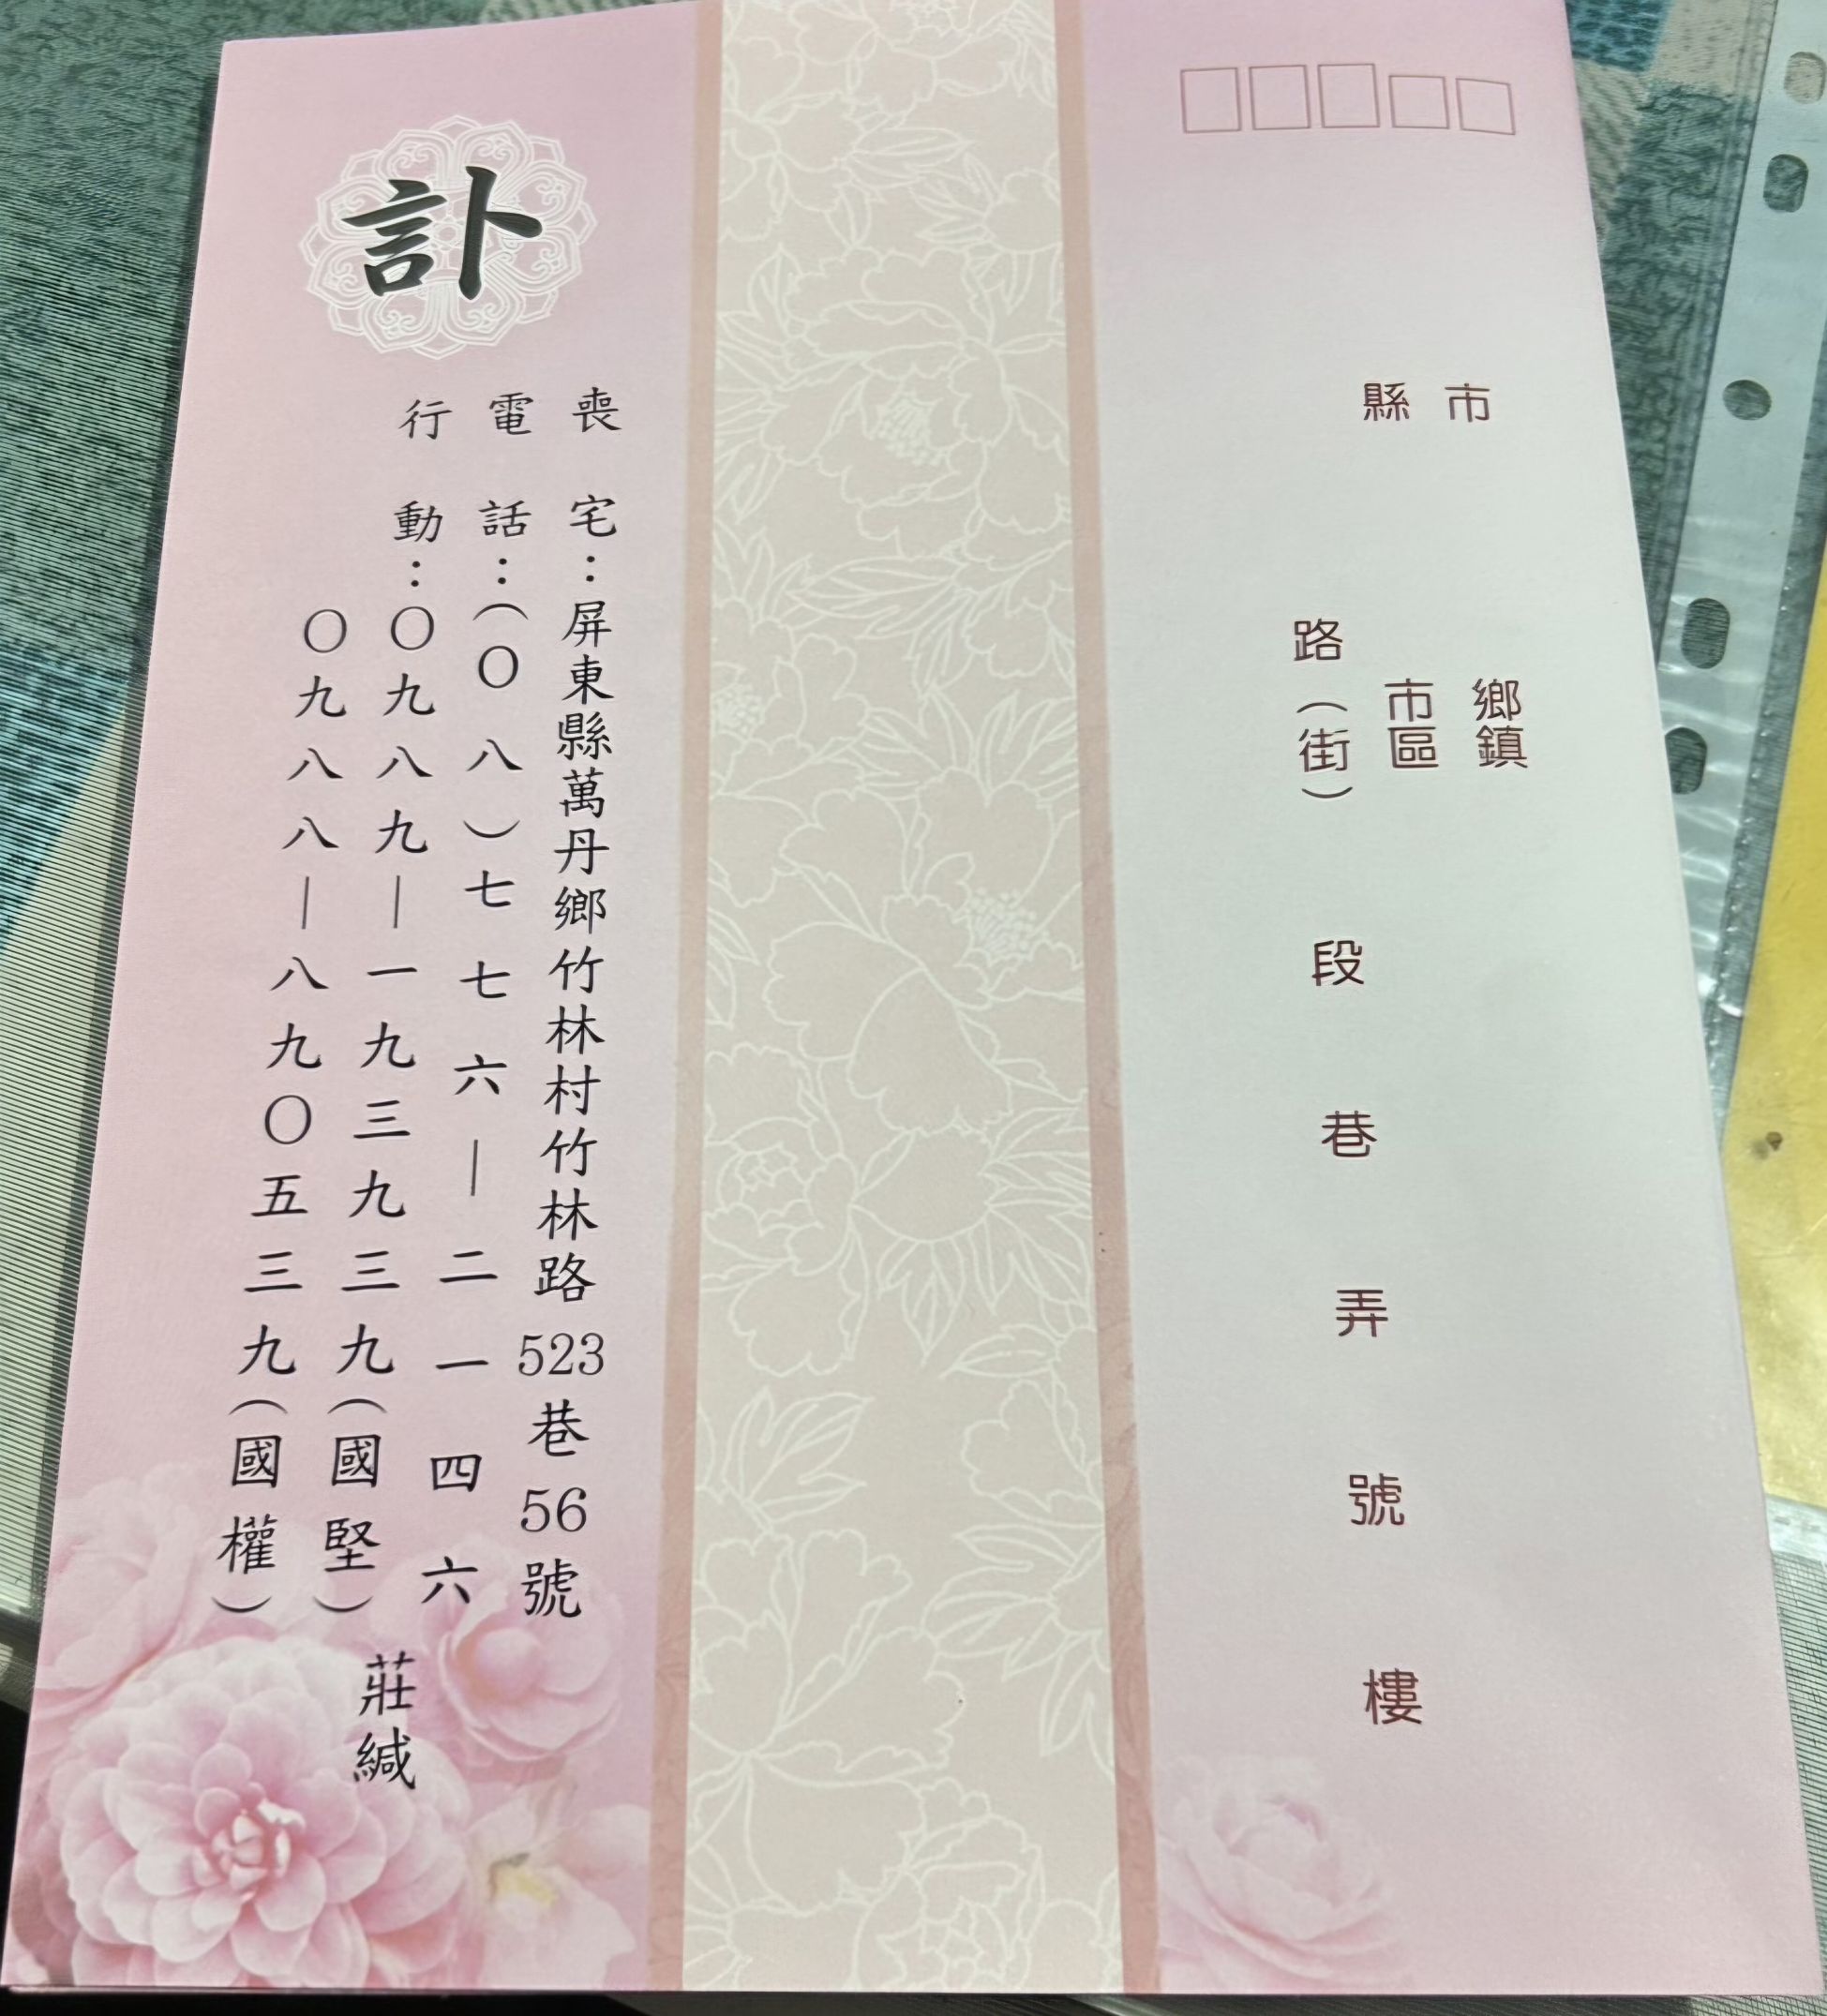 市
縣
鄉鎮
市區
路(街) 段 巷 弄 號 樓
訃
喪宅：屏東縣萬丹鄉竹林村竹林路523巷56號
電話：(〇八)七七六—二一四六
行動：〇九八九—一九三九三九(國堅)
〇九八八—八九〇五三九(國權)
莊緘